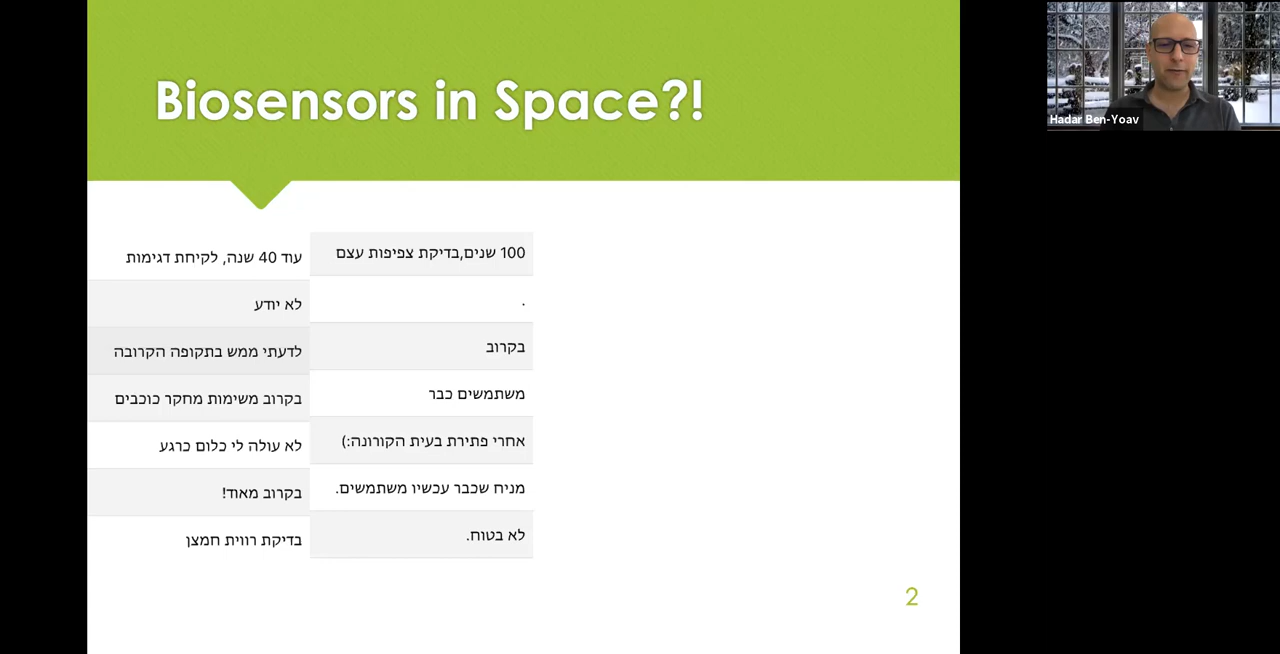 Biosensors in Space?!
100 שנים,בדיקת צפיפות עצם
.
בקרוב
משתמשים כבר
אחרי פתירת בעית הקורונה:)
מניח שכבר עכשיו משתמשים.
לא בטוח.
עוד 40 שנה, לקיחת דגימות
לא יודע
לדעתי ממש בתקופה הקרובה
בקרוב משימות מחקר כוכבים
לא עולה לי כלום כרגע
בקרוב מאוד!
בדיקת רווית חמצן
2
Hadar Ben-Yoav